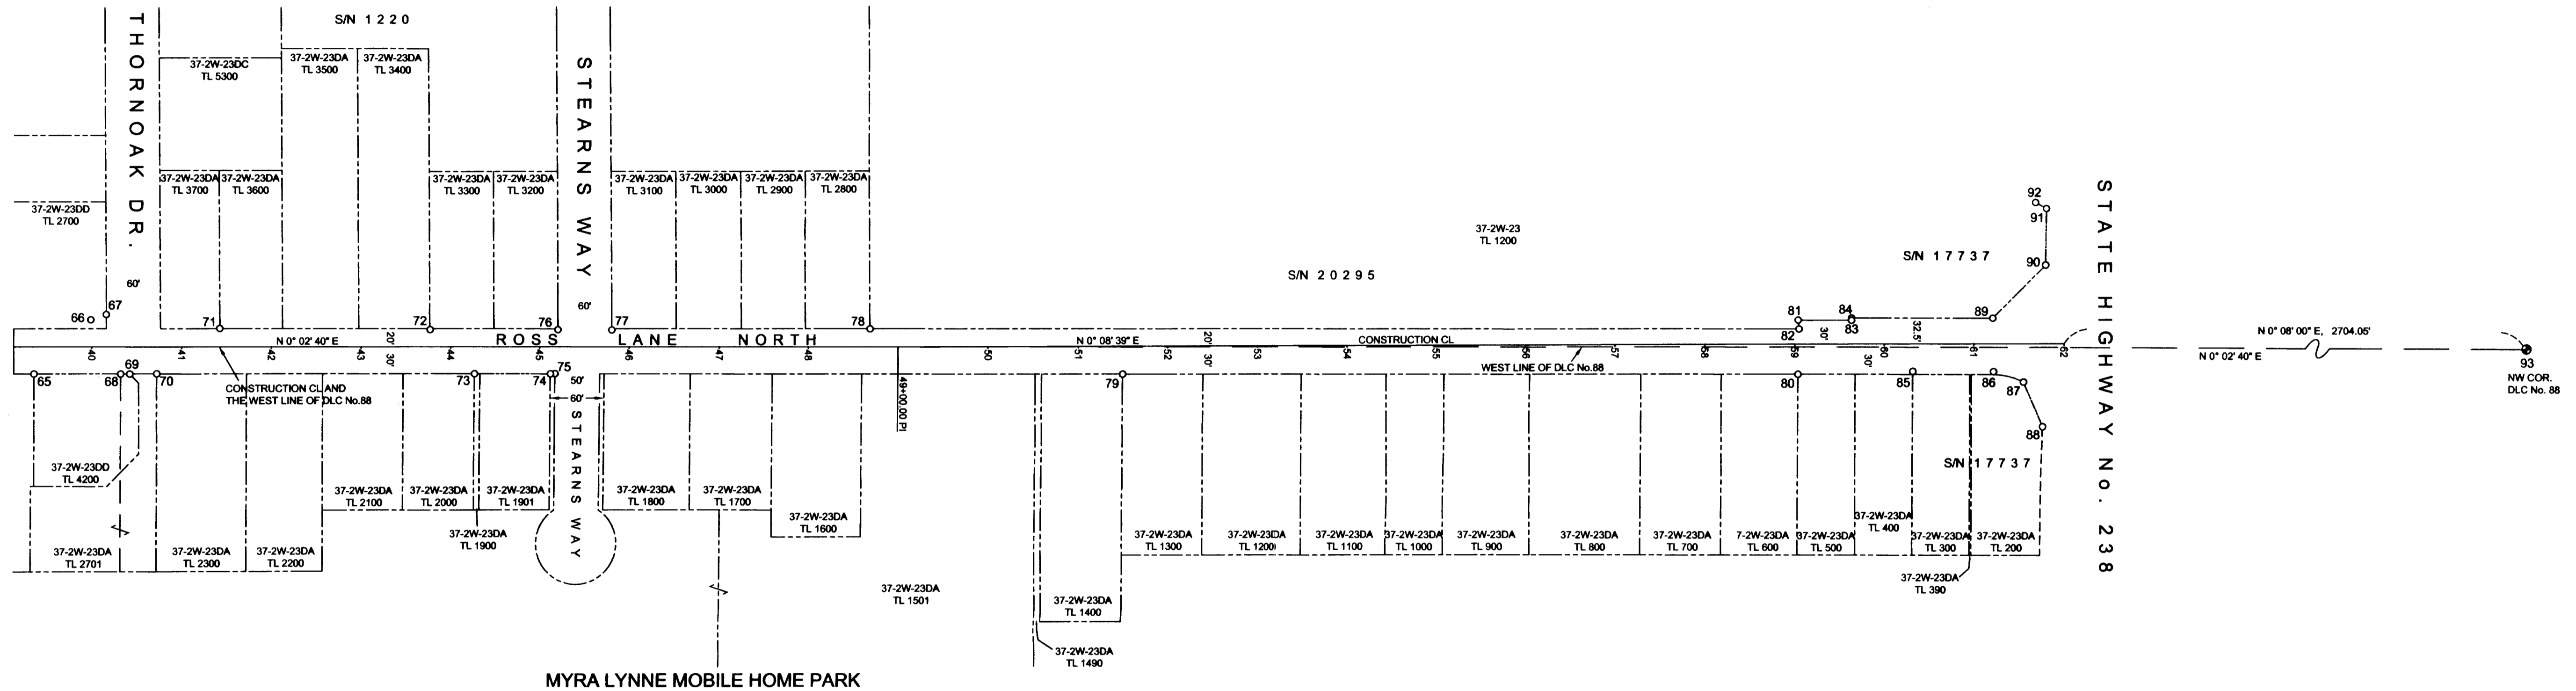 THORNOAK DR.
S/N 1220
37-2W-23DC
TL 5300
37-2W-23DA
TL 3500
37-2W-23DA
TL 3400
STEARNS WAY
37-2W-23DD
TL 2700
37-2W-23DA
TL 3700
37-2W-23DA
TL 3600
37-2W-23DA
TL 3300
37-2W-23DA
TL 3200
37-2W-23DA
TL 3100
37-2W-23DA
TL 3000
37-2W-23DA
TL 2900
37-2W-23DA
TL 2800
37-2W-23
TL 1200
S/N 20295
S/N 17737
92
91
90
STATE HIGHWAY No. 238
60'
60'
66
67
71
72
76
77
78
81
82
84
83
89
30'
32.5'
N 0° 02' 40" E
20'
30'
ROSS LANE NORTH
N 0° 08' 39" E
20'
30'
CONSTRUCTION CL
30'
N 0° 08' 00" E, 2704.05'
N 0° 02' 40" E
93
NW COR.
DLC No. 88
40
41
42
43
44
45
46
47
48
50
51
52
53
54
55
56
57
58
59
60
61
62
WEST LINE OF DLC No.88
65
68
69
70
CONSTRUCTION CL AND
THE WEST LINE OF DLC No.88
73
74
75
50'
60'
49+00.00 PI
79
80
85
86
87
88
STEARNS WAY
S/N 17737
37-2W-23DD
TL 4200
37-2W-23DA
TL 2100
37-2W-23DA
TL 2000
37-2W-23DA
TL 1901
37-2W-23DA
TL 1800
37-2W-23DA
TL 1700
37-2W-23DA
TL 1600
37-2W-23DA
TL 1900
37-2W-23DA
TL 2701
37-2W-23DA
TL 2300
37-2W-23DA
TL 2200
37-2W-23DA
TL 1300
37-2W-23DA
TL 1200
37-2W-23DA
TL 1100
37-2W-23DA
TL 1000
37-2W-23DA
TL 900
37-2W-23DA
TL 800
37-2W-23DA
TL 700
7-2W-23DA
TL 600
37-2W-23DA
TL 500
37-2W-23DA
TL 400
37-2W-23DA
TL 300
37-2W-23DA
TL 200
37-2W-23DA
TL 390
37-2W-23DA
TL 1501
37-2W-23DA
TL 1400
37-2W-23DA
TL 1490
MYRA LYNNE MOBILE HOME PARK